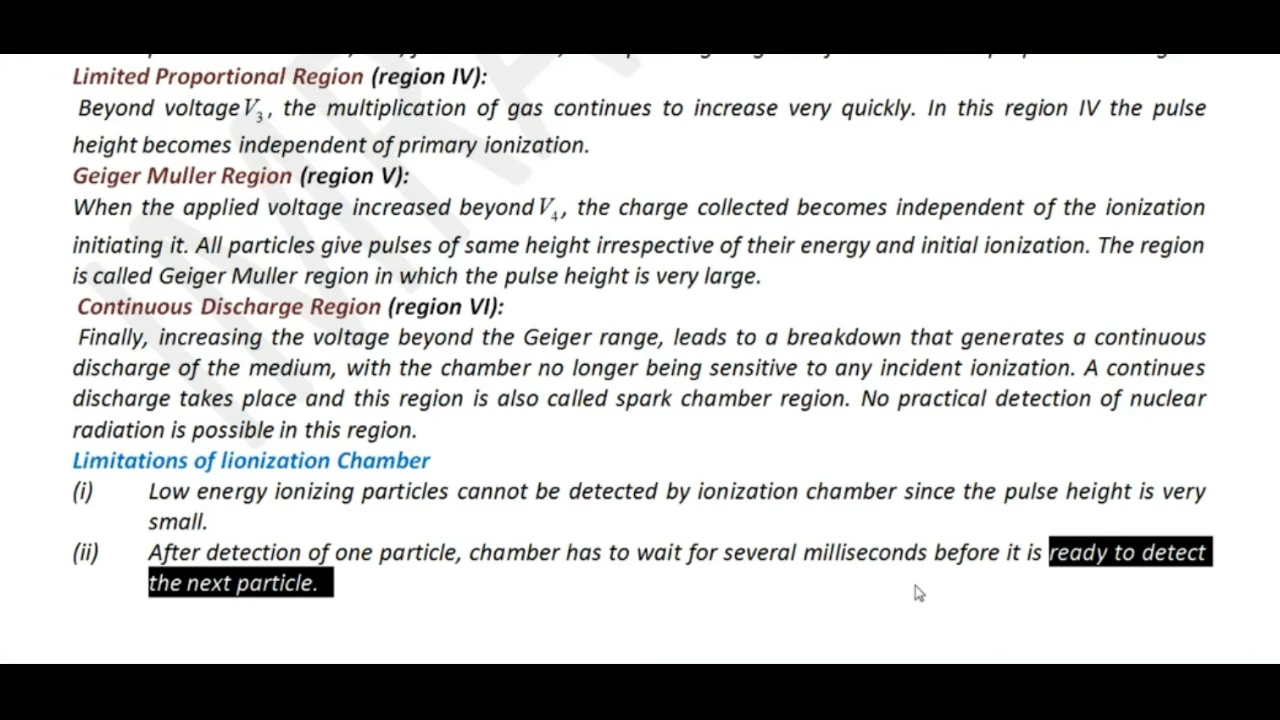 Limited Proportional Region (region IV):
Beyond voltage V₃, the multiplication of gas continues to increase very quickly. In this region IV the pulse
height becomes independent of primary ionization.
Geiger Muller Region (region V):
When the applied voltage increased beyond V₄, the charge collected becomes independent of the ionization
initiating it. All particles give pulses of same height irrespective of their energy and initial ionization. The region
is called Geiger Muller region in which the pulse height is very large.
Continuous Discharge Region (region VI):
Finally, increasing the voltage beyond the Geiger range, leads to a breakdown that generates a continuous
discharge of the medium, with the chamber no longer being sensitive to any incident ionization. A continues
discharge takes place and this region is also called spark chamber region. No practical detection of nuclear
radiation is possible in this region.
Limitations of Iionization Chamber
(i) Low energy ionizing particles cannot be detected by ionization chamber since the pulse height is very
small.
(ii) After detection of one particle, chamber has to wait for several milliseconds before it is ready to detect
the next particle.